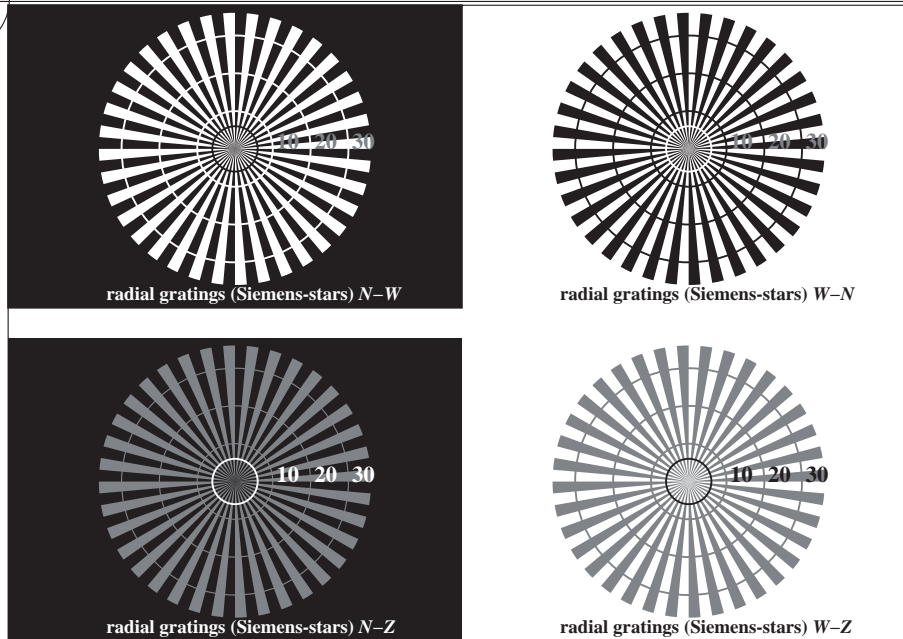 10 20 30
radial gratings (Siemens-stars) N–W
10 20 30
radial gratings (Siemens-stars) W–N
10 20 30
radial gratings (Siemens-stars) N–Z
10 20 30
radial gratings (Siemens-stars) W–Z